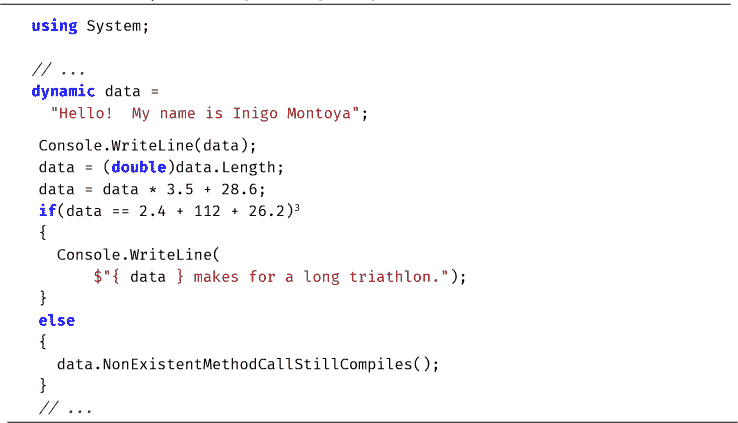 using System;
// ...
dynamic data =
  "Hello!  My name is Inigo Montoya";
Console.WriteLine(data);
data = (double)data.Length;
data = data * 3.5 + 28.6;
if(data == 2.4 + 112 + 26.2)³
{
  Console.WriteLine(
      $"{ data } makes for a long triathlon.");
}
else
{
  data.NonExistentMethodCallStillCompiles();
}
// ...